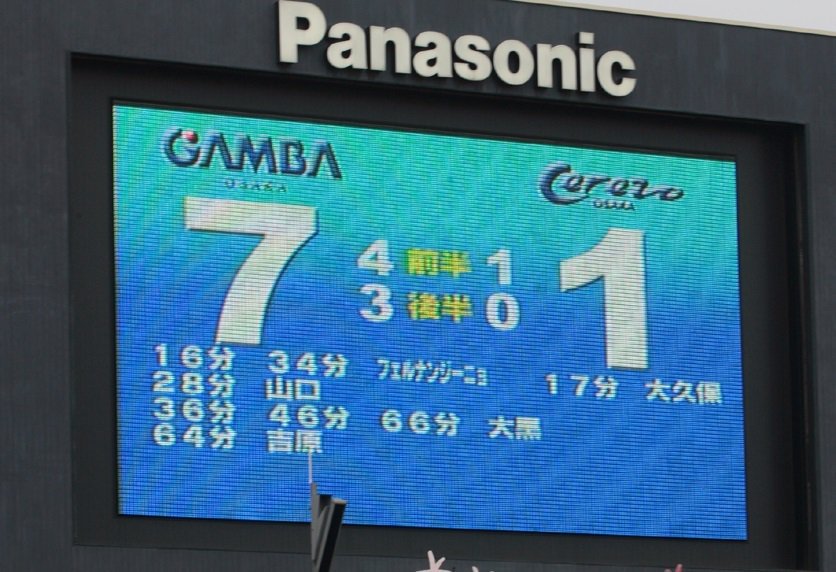 Panasonic
GAMBA
OSAKA
Cerezo
OSAKA
7 4 前半 1 1
3 後半 0
16分 34分 フェルナンジーニョ
28分 山口
36分 46分 66分 大黒
64分 吉原
17分 大久保